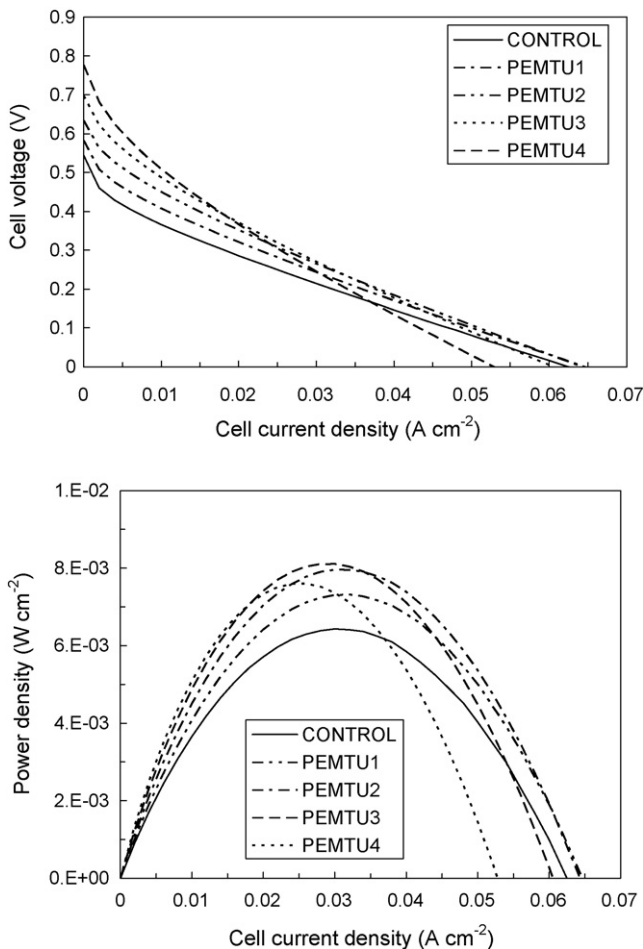 0.9
0.8
0.7
0.6
0.5
0.4
0.3
0.2
0.1
0
Cell voltage (V)
CONTROL
PEMTU1
PEMTU2
PEMTU3
PEMTU4
0 0.01 0.02 0.03 0.04 0.05 0.06 0.07
Cell current density (A cm-2)
1.E-02
8.E-03
6.E-03
4.E-03
2.E-03
0.E+00
Power density (W cm-2)
CONTROL
PEMTU1
PEMTU2
PEMTU3
PEMTU4
0 0.01 0.02 0.03 0.04 0.05 0.06 0.07
Cell current density (A cm-2)